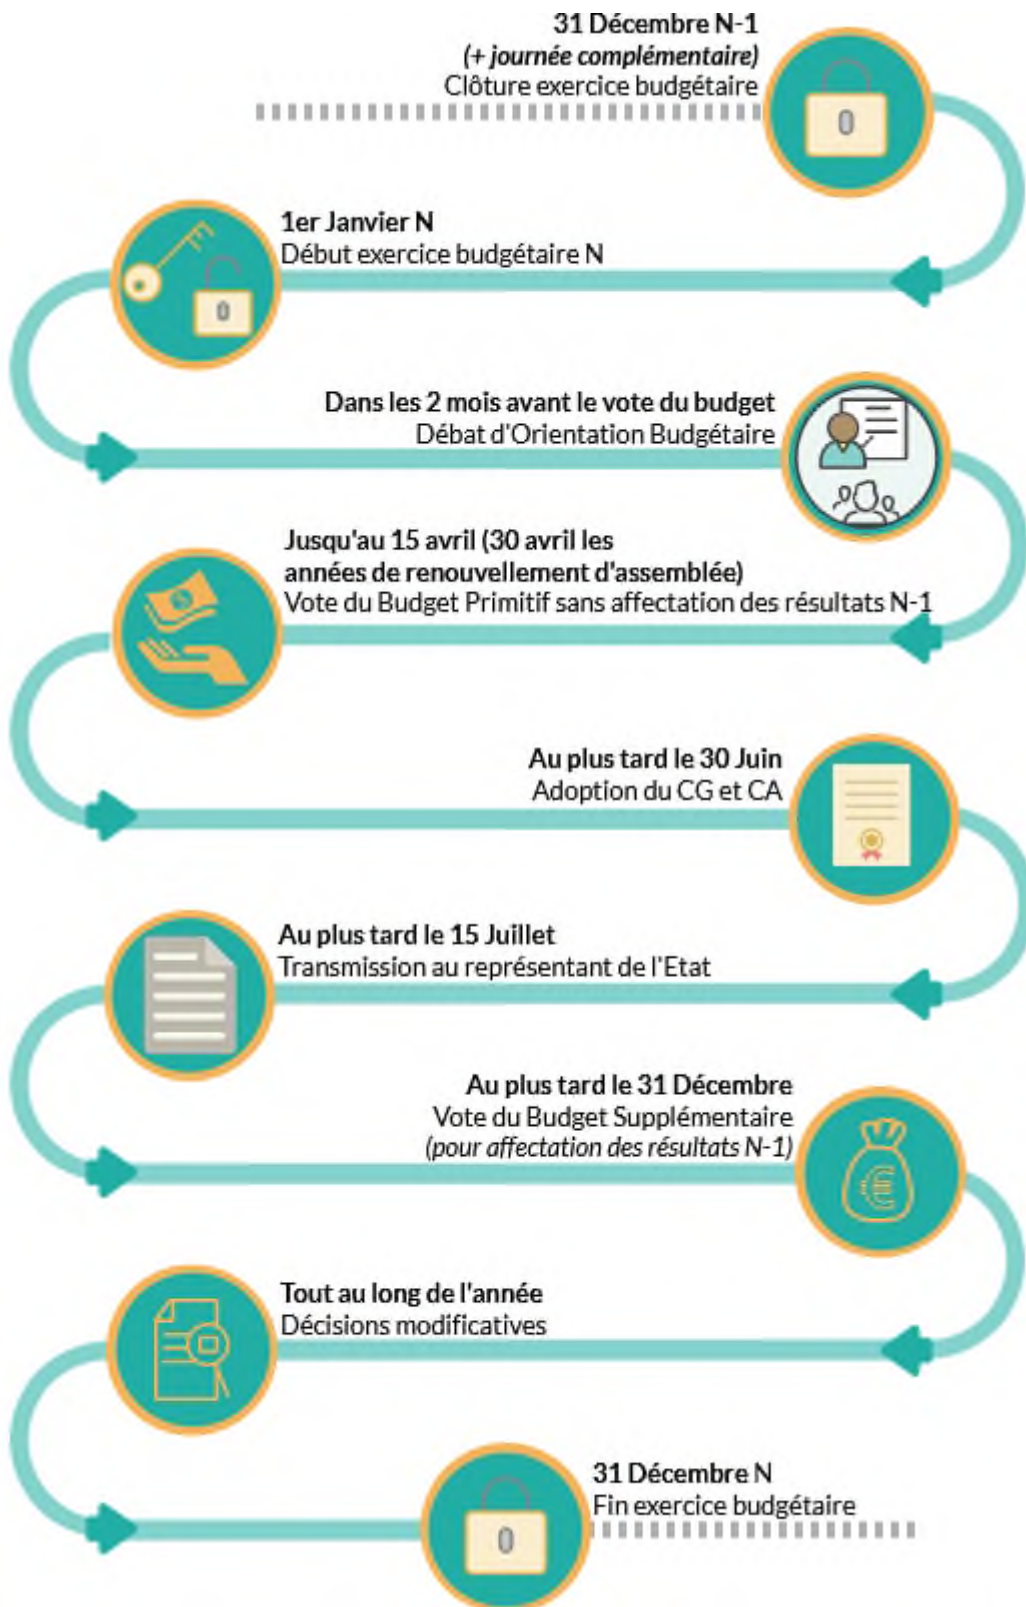 31 Décembre N-1
(+ journée complémentaire)
Clôture exercice budgétaire
0
1er Janvier N
Début exercice budgétaire N
0
Dans les 2 mois avant le vote du budget
Débat d'Orientation Budgétaire
Jusqu'au 15 avril (30 avril les
années de renouvellement d'assemblée)
Vote du Budget Primitif sans affectation des résultats N-1
$
Au plus tard le 30 Juin
Adoption du CG et CA
Au plus tard le 15 Juillet
Transmission au représentant de l'Etat
Au plus tard le 31 Décembre
Vote du Budget Supplémentaire
(pour affectation des résultats N-1)
€
Tout au long de l'année
Décisions modificatives
31 Décembre N
Fin exercice budgétaire
0